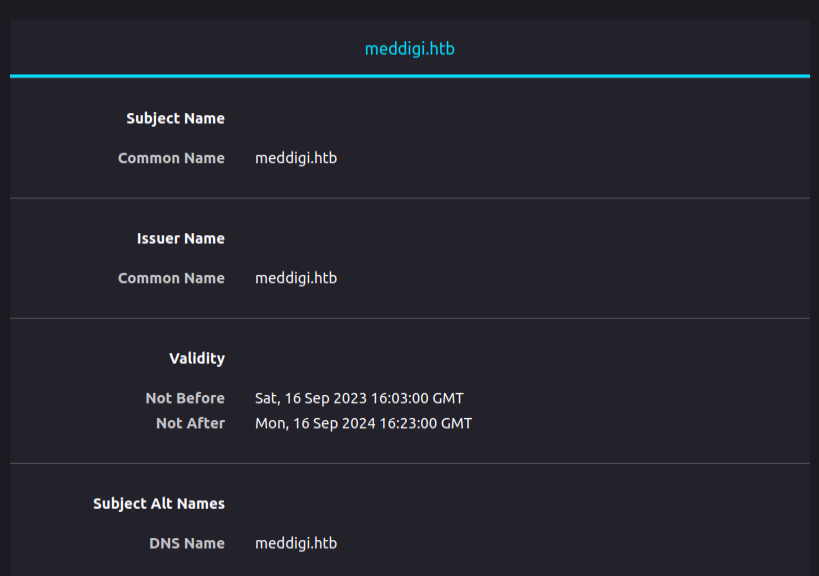 meddigi.htb
Subject Name
Common Name meddigi.htb
Issuer Name
Common Name meddigi.htb
Validity
Not Before Sat, 16 Sep 2023 16:03:00 GMT
Not After Mon, 16 Sep 2024 16:23:00 GMT
Subject Alt Names
DNS Name meddigi.htb